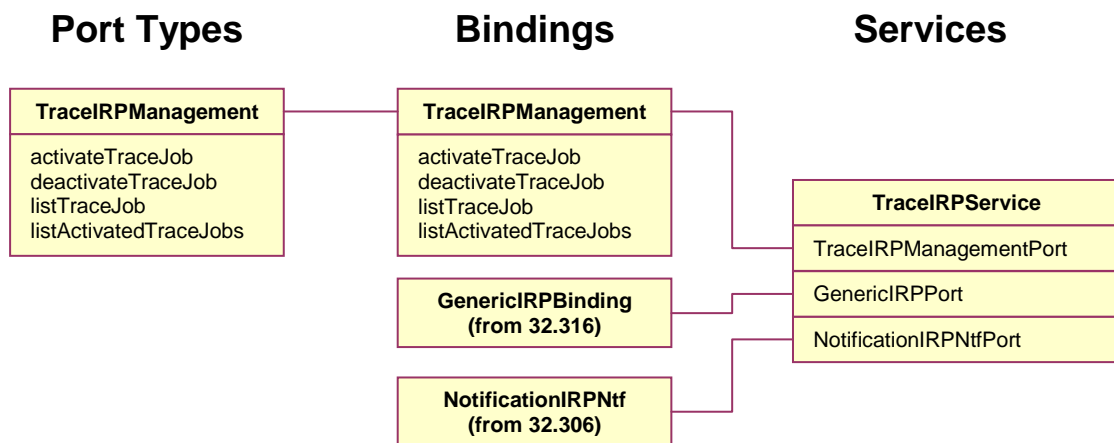 Port Types
Bindings
Services
TraceIRPManagement
activateTraceJob
deactivateTraceJob
listTraceJob
listActivatedTraceJobs
TraceIRPManagement
activateTraceJob
deactivateTraceJob
listTraceJob
listActivatedTraceJobs
GenericIRPBinding
(from 32.316)
NotificationIRPNtf
(from 32.306)
TraceIRPService
TraceIRPManagementPort
GenericIRPPort
NotificationIRPNtfPort